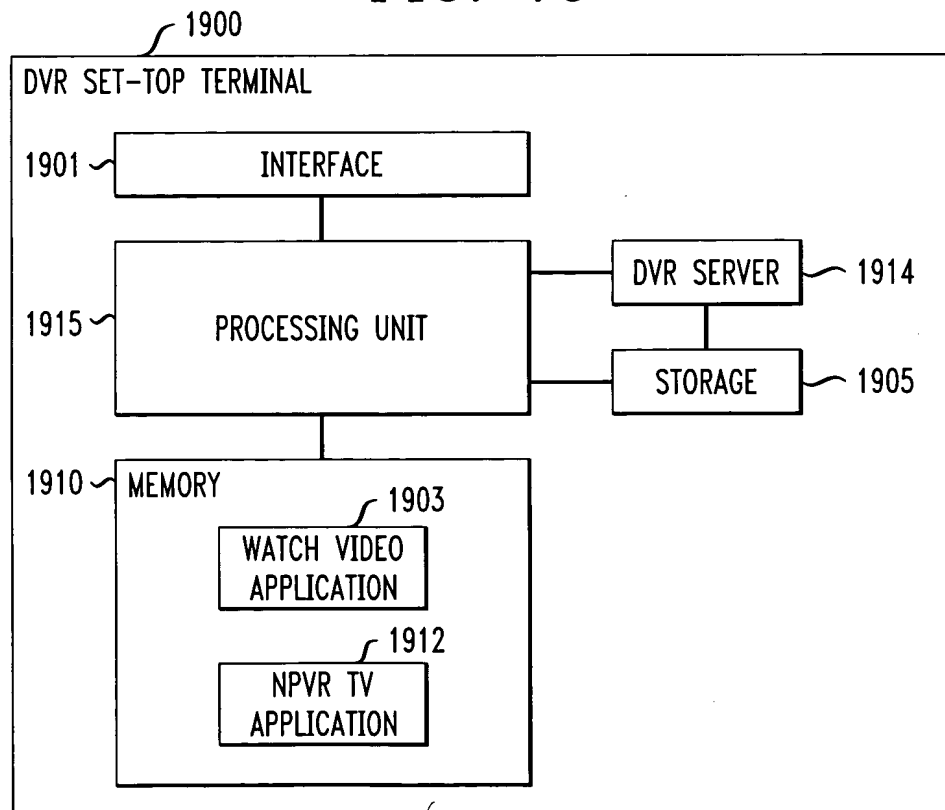 1900
DVR SET-TOP TERMINAL
1901
INTERFACE
1915
PROCESSING UNIT
DVR SERVER
1914
STORAGE
1905
1910
MEMORY
1903
WATCH VIDEO
APPLICATION
1912
NPVR TV
APPLICATION